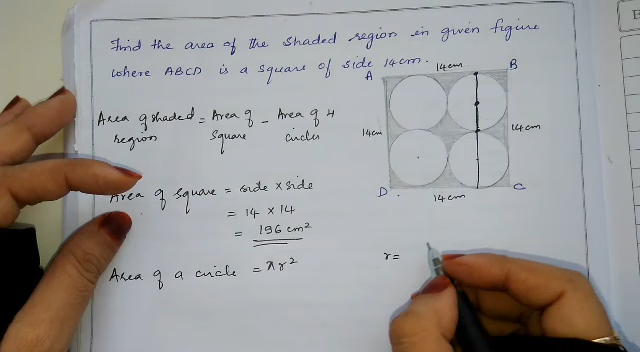 Find the area of the shaded region in given figure
where ABCD is a square of side 14cm.
A 14cm B
Area of shaded = Area of - Area of 4
region square circles
14cm 14cm
Area of square = side × side
= 14 × 14
= 196 cm²
D C
14cm
Area of a circle = πr²
r =